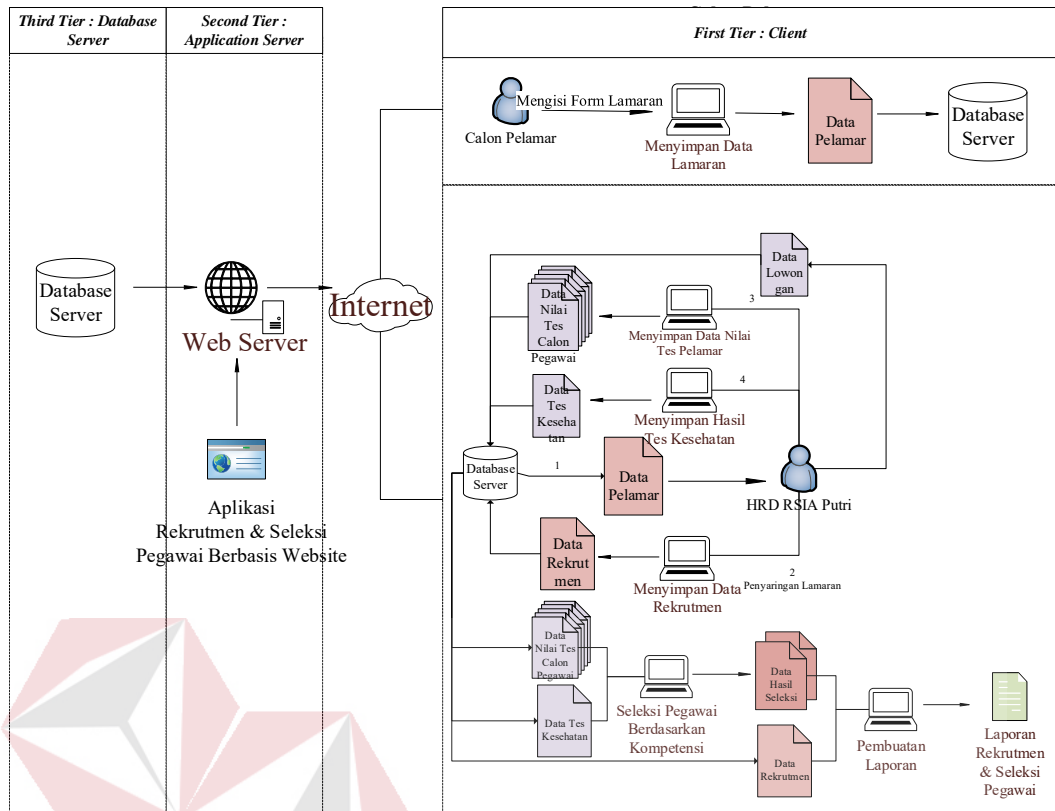 Third Tier : Database
Server
Second Tier :
Application Server
First Tier : Client
Mengisi Form Lamaran
Calon Pelamar
Menyimpan Data
Lamaran
Data
Pelamar
Database
Server
Database
Server
Web Server
Internet
Aplikasi
Rekrutmen & Seleksi
Pegawai Berbasis Website
Data
Lowo
ngan
3
Data
Nilai
Tes
Calon
Pegawai
Menyimpan Data Nilai
Tes Pelamar
4
Data
Tes
Keseha
tan
Menyimpan Hasil
Tes Kesehatan
Database
Server
1
Data
Pelamar
HRD RSIA Putri
Data
Rekrut
men
Menyimpan Data
Rekrutmen
2
Penyaringan Lamaran
Data
Nilai Tes
Calon
Pegawai
Data Tes
Kesehatan
Seleksi Pegawai
Berdasarkan
Kompetensi
Data
Hasil
Seleksi
Data
Rekrutmen
Pembuatan
Laporan
Laporan
Rekrutmen
& Seleksi
Pegawai